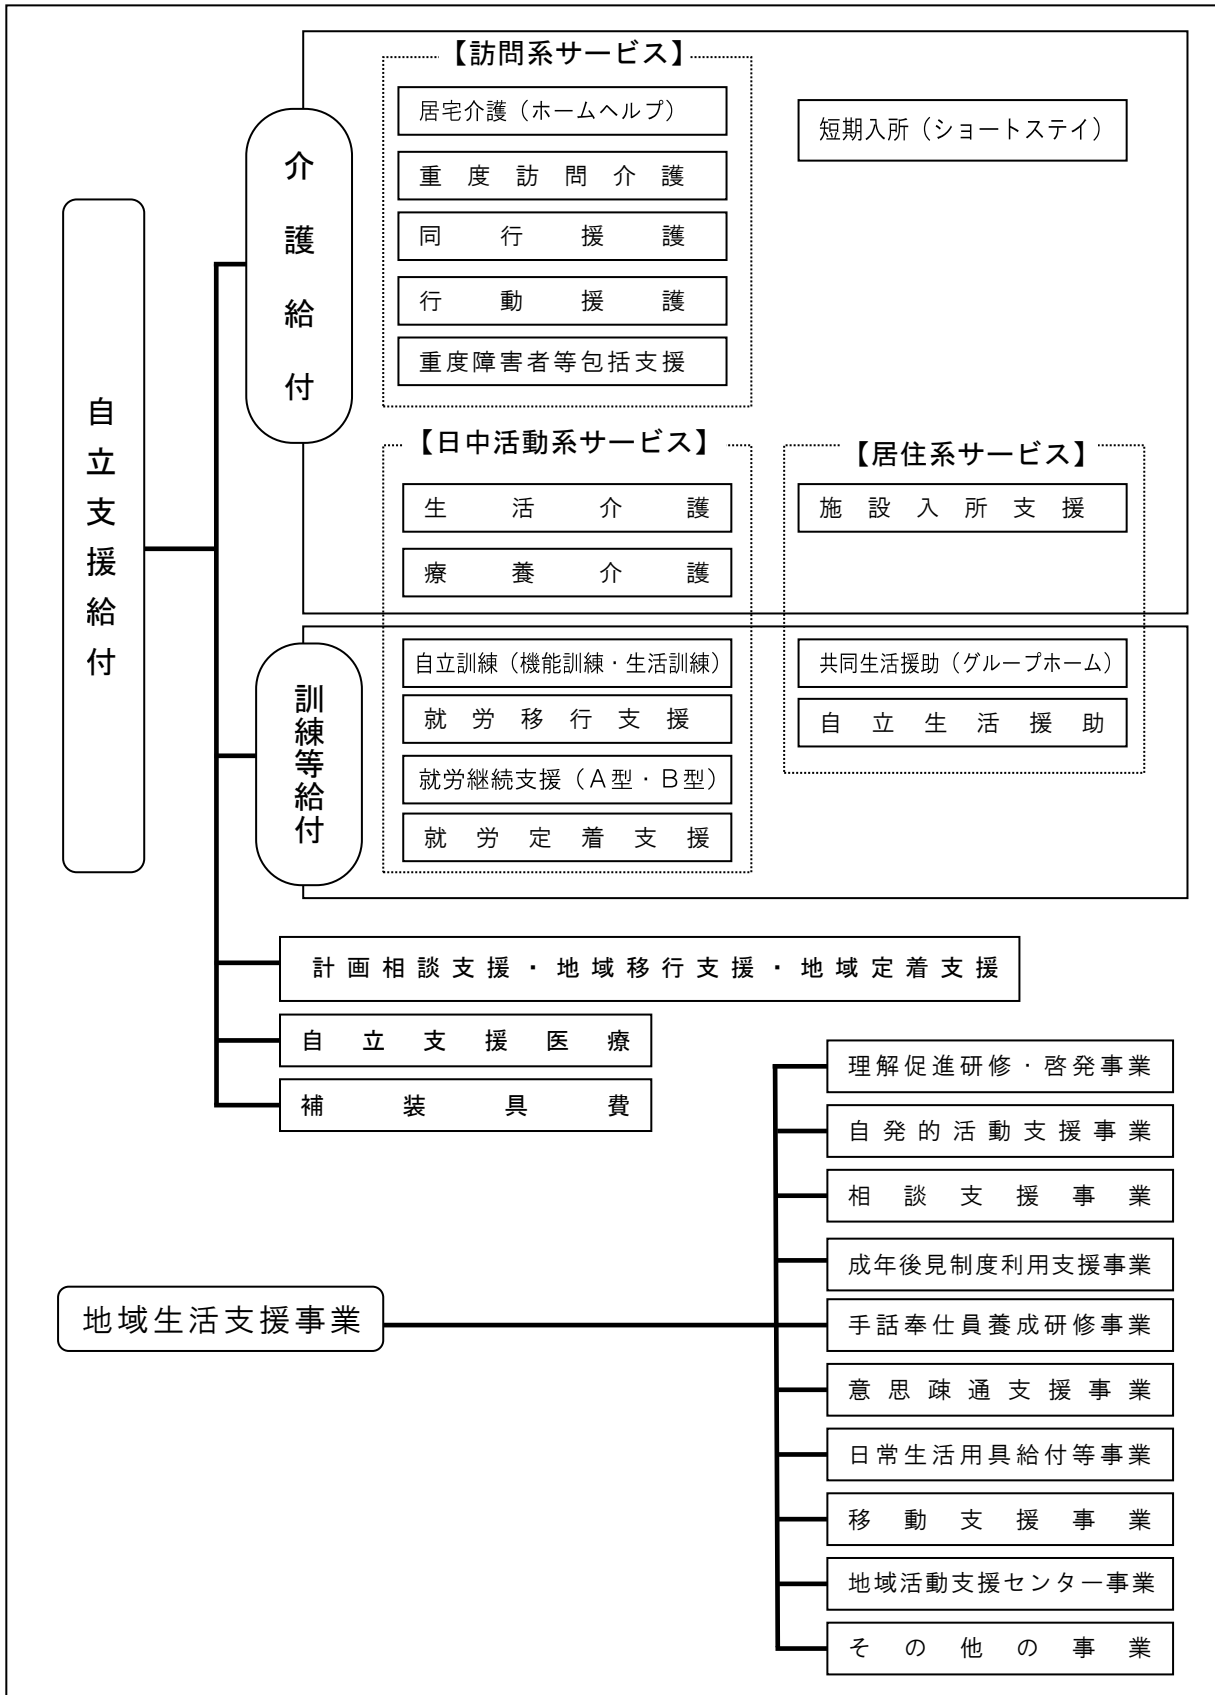 自立支援給付
介護給付
【訪問系サービス】
居宅介護（ホームヘルプ）
重度訪問介護
同行援護
行動援護
重度障害者等包括支援
短期入所（ショートステイ）
【日中活動系サービス】
生活介護
療養介護
【居住系サービス】
施設入所支援
訓練等給付
自立訓練（機能訓練・生活訓練）
就労移行支援
就労継続支援（Ａ型・Ｂ型）
就労定着支援
共同生活援助（グループホーム）
自立生活援助
計画相談支援・地域移行支援・地域定着支援
自立支援医療
補装具費
地域生活支援事業
理解促進研修・啓発事業
自発的活動支援事業
相談支援事業
成年後見制度利用支援事業
手話奉仕員養成研修事業
意思疎通支援事業
日常生活用具給付等事業
移動支援事業
地域活動支援センター事業
その他の事業